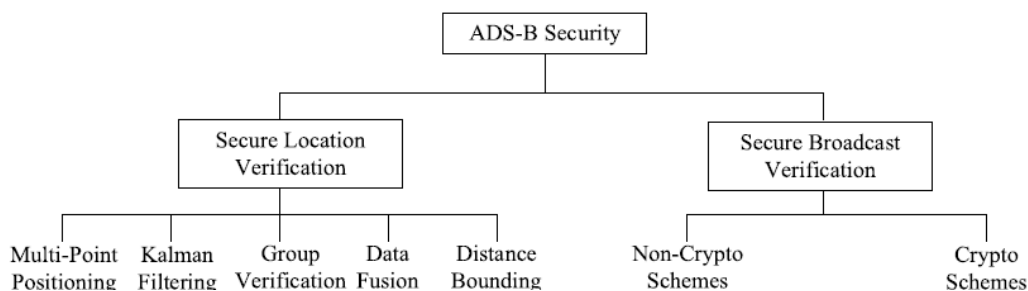 ADS-B Security
Secure Location
Verification
Secure Broadcast
Verification
Multi-Point
Positioning
Kalman
Filtering
Group
Verification
Data
Fusion
Distance
Bounding
Non-Crypto
Schemes
Crypto
Schemes